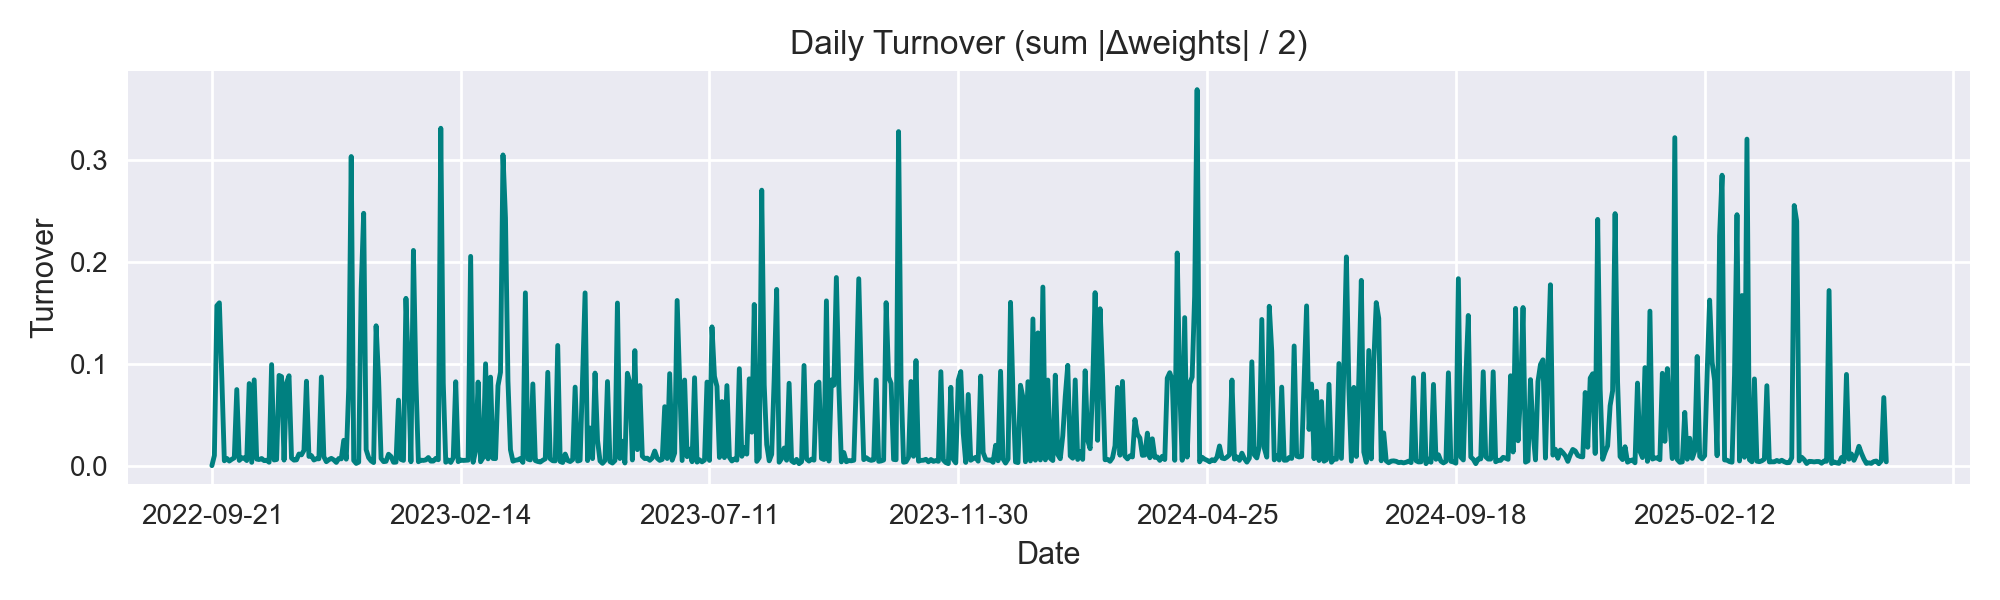 Daily Turnover (sum |Δweights| / 2)
Turnover
0.3
0.2
0.1
0.0
2022-09-21 2023-02-14 2023-07-11 2023-11-30 2024-04-25 2024-09-18 2025-02-12
Date